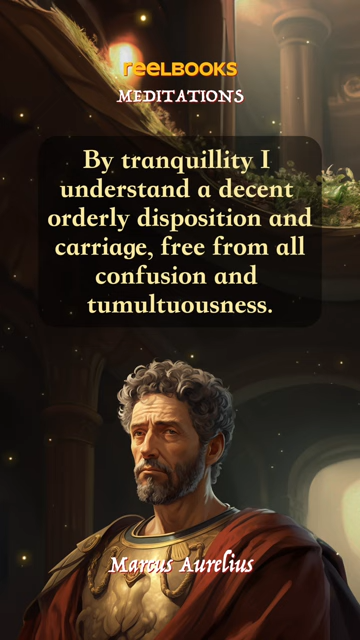 reelBOOKS
MEDITATIONS
By tranquillity I
understand a decent
orderly disposition and
carriage, free from all
confusion and
tumultuousness.
Marcus Aurelius